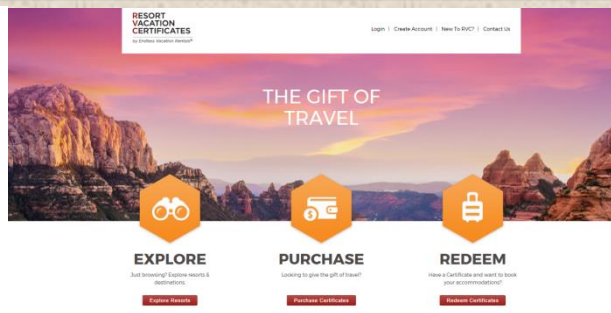 RESORT
VACATION
CERTIFICATES
by Endless Vacation Rentals®
Login | Create Account | New To RVC? | Contact Us
THE GIFT OF
TRAVEL
EXPLORE
Just browsing? Explore resorts &
destinations.
Explore Resorts
PURCHASE
Looking to give the gift of travel?
Purchase Certificates
REDEEM
Have a Certificate and want to book
your accommodations?
Redeem Certificates